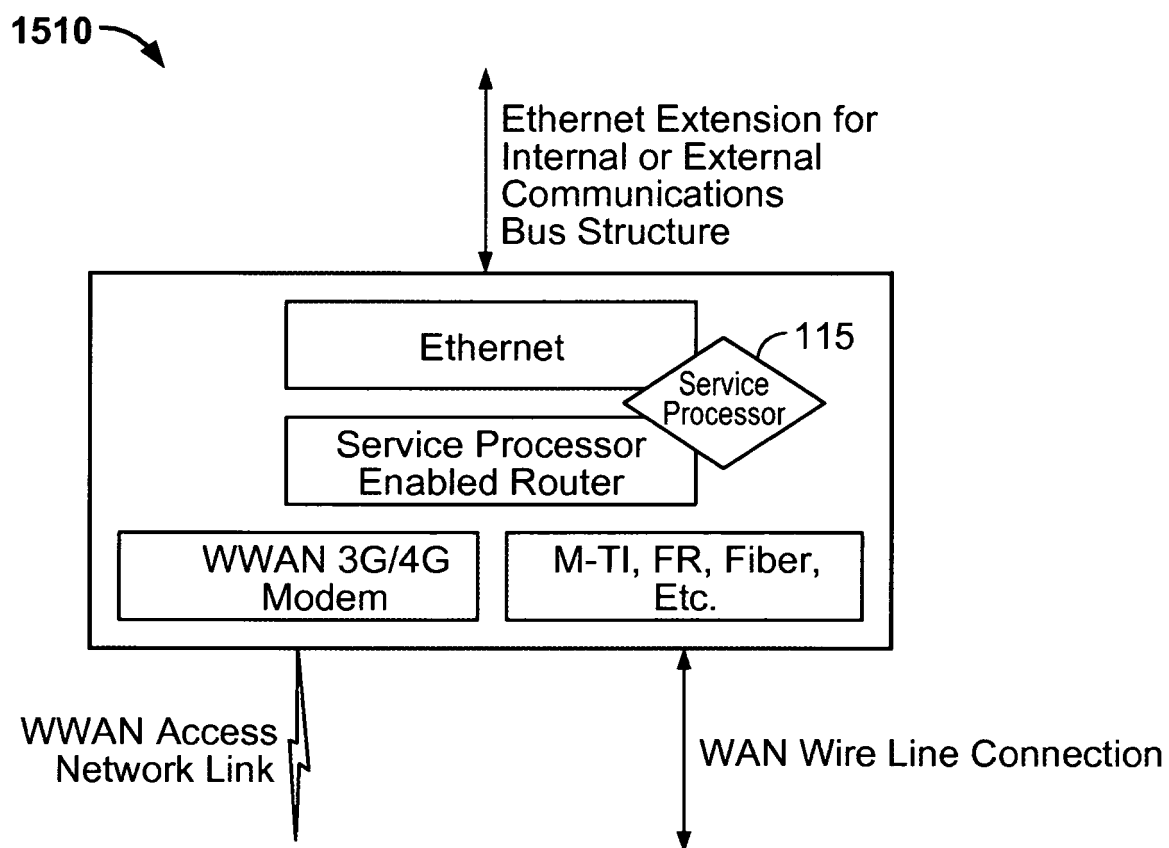 1510
Ethernet Extension for
Internal or External
Communications
Bus Structure
Ethernet
115
Service
Processor
Service Processor
Enabled Router
WWAN 3G/4G
Modem
M-TI, FR, Fiber,
Etc.
WWAN Access
Network Link
WAN Wire Line Connection